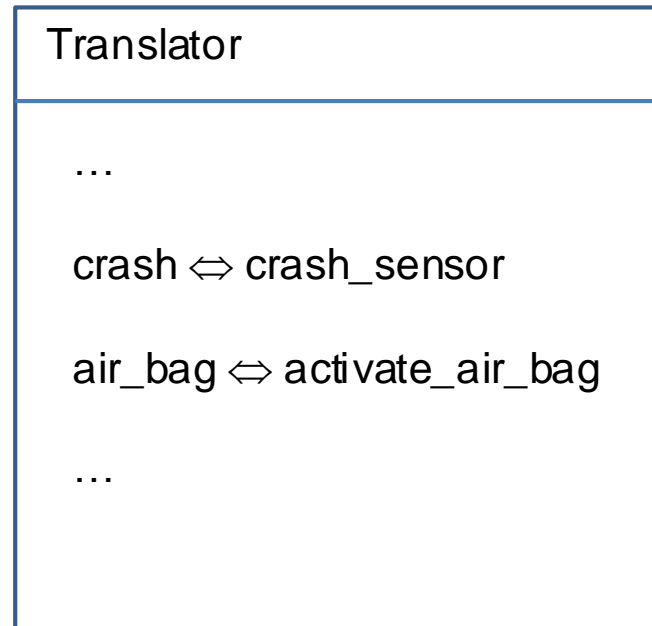 Translator
…
crash ⇔ crash_sensor
air_bag ⇔ activate_air_bag
…